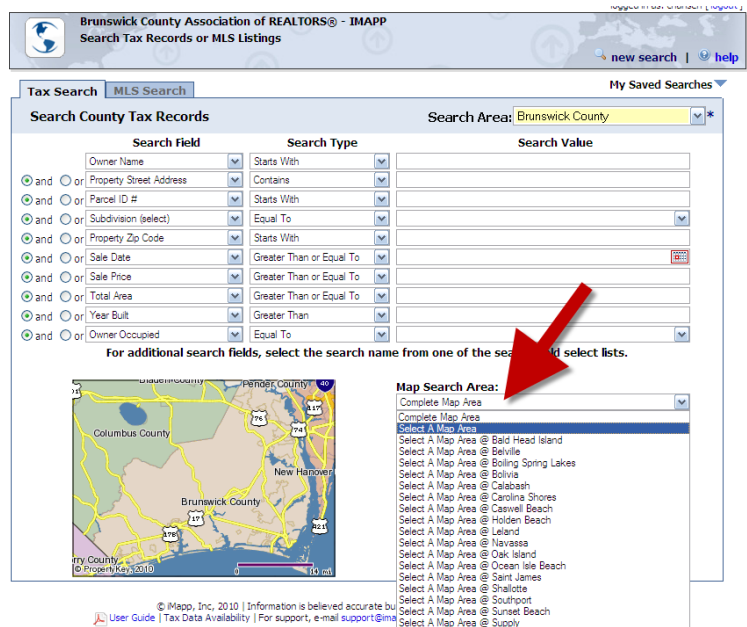 Brunswick County Association of REALTORS® - IMAPP
Search Tax Records or MLS Listings
new search | help
Tax Search MLS Search
My Saved Searches
Search County Tax Records
Search Area: Brunswick County *
Search Field Search Type Search Value
Owner Name Starts With
and or Property Street Address Contains
and or Parcel ID # Starts With
and or Subdivision (select) Equal To
and or Property Zip Code Starts With
and or Sale Date Greater Than or Equal To
and or Sale Price Greater Than or Equal To
and or Total Area Greater Than or Equal To
and or Year Built Greater Than
and or Owner Occupied Equal To
For additional search fields, select the search name from one of the select lists.
Pender County 40
117
76
74
Columbus County
New Hanover
Brunswick County
17
421
178
County
© PropertyKey, 2010
0 14 mi
Map Search Area:
Complete Map Area
Complete Map Area
Select A Map Area
Select A Map Area @ Bald Head Island
Select A Map Area @ Belville
Select A Map Area @ Boiling Spring Lakes
Select A Map Area @ Bolivia
Select A Map Area @ Calabash
Select A Map Area @ Carolina Shores
Select A Map Area @ Caswell Beach
Select A Map Area @ Holden Beach
Select A Map Area @ Leland
Select A Map Area @ Navassa
Select A Map Area @ Oak Island
Select A Map Area @ Ocean Isle Beach
Select A Map Area @ Saint James
Select A Map Area @ Shallotte
Select A Map Area @ Southport
Select A Map Area @ Sunset Beach
Select A Map Area @ Supply
© iMapp, Inc, 2010 | Information is believed accurate bu
User Guide | Tax Data Availability | For support, e-mail support@ima